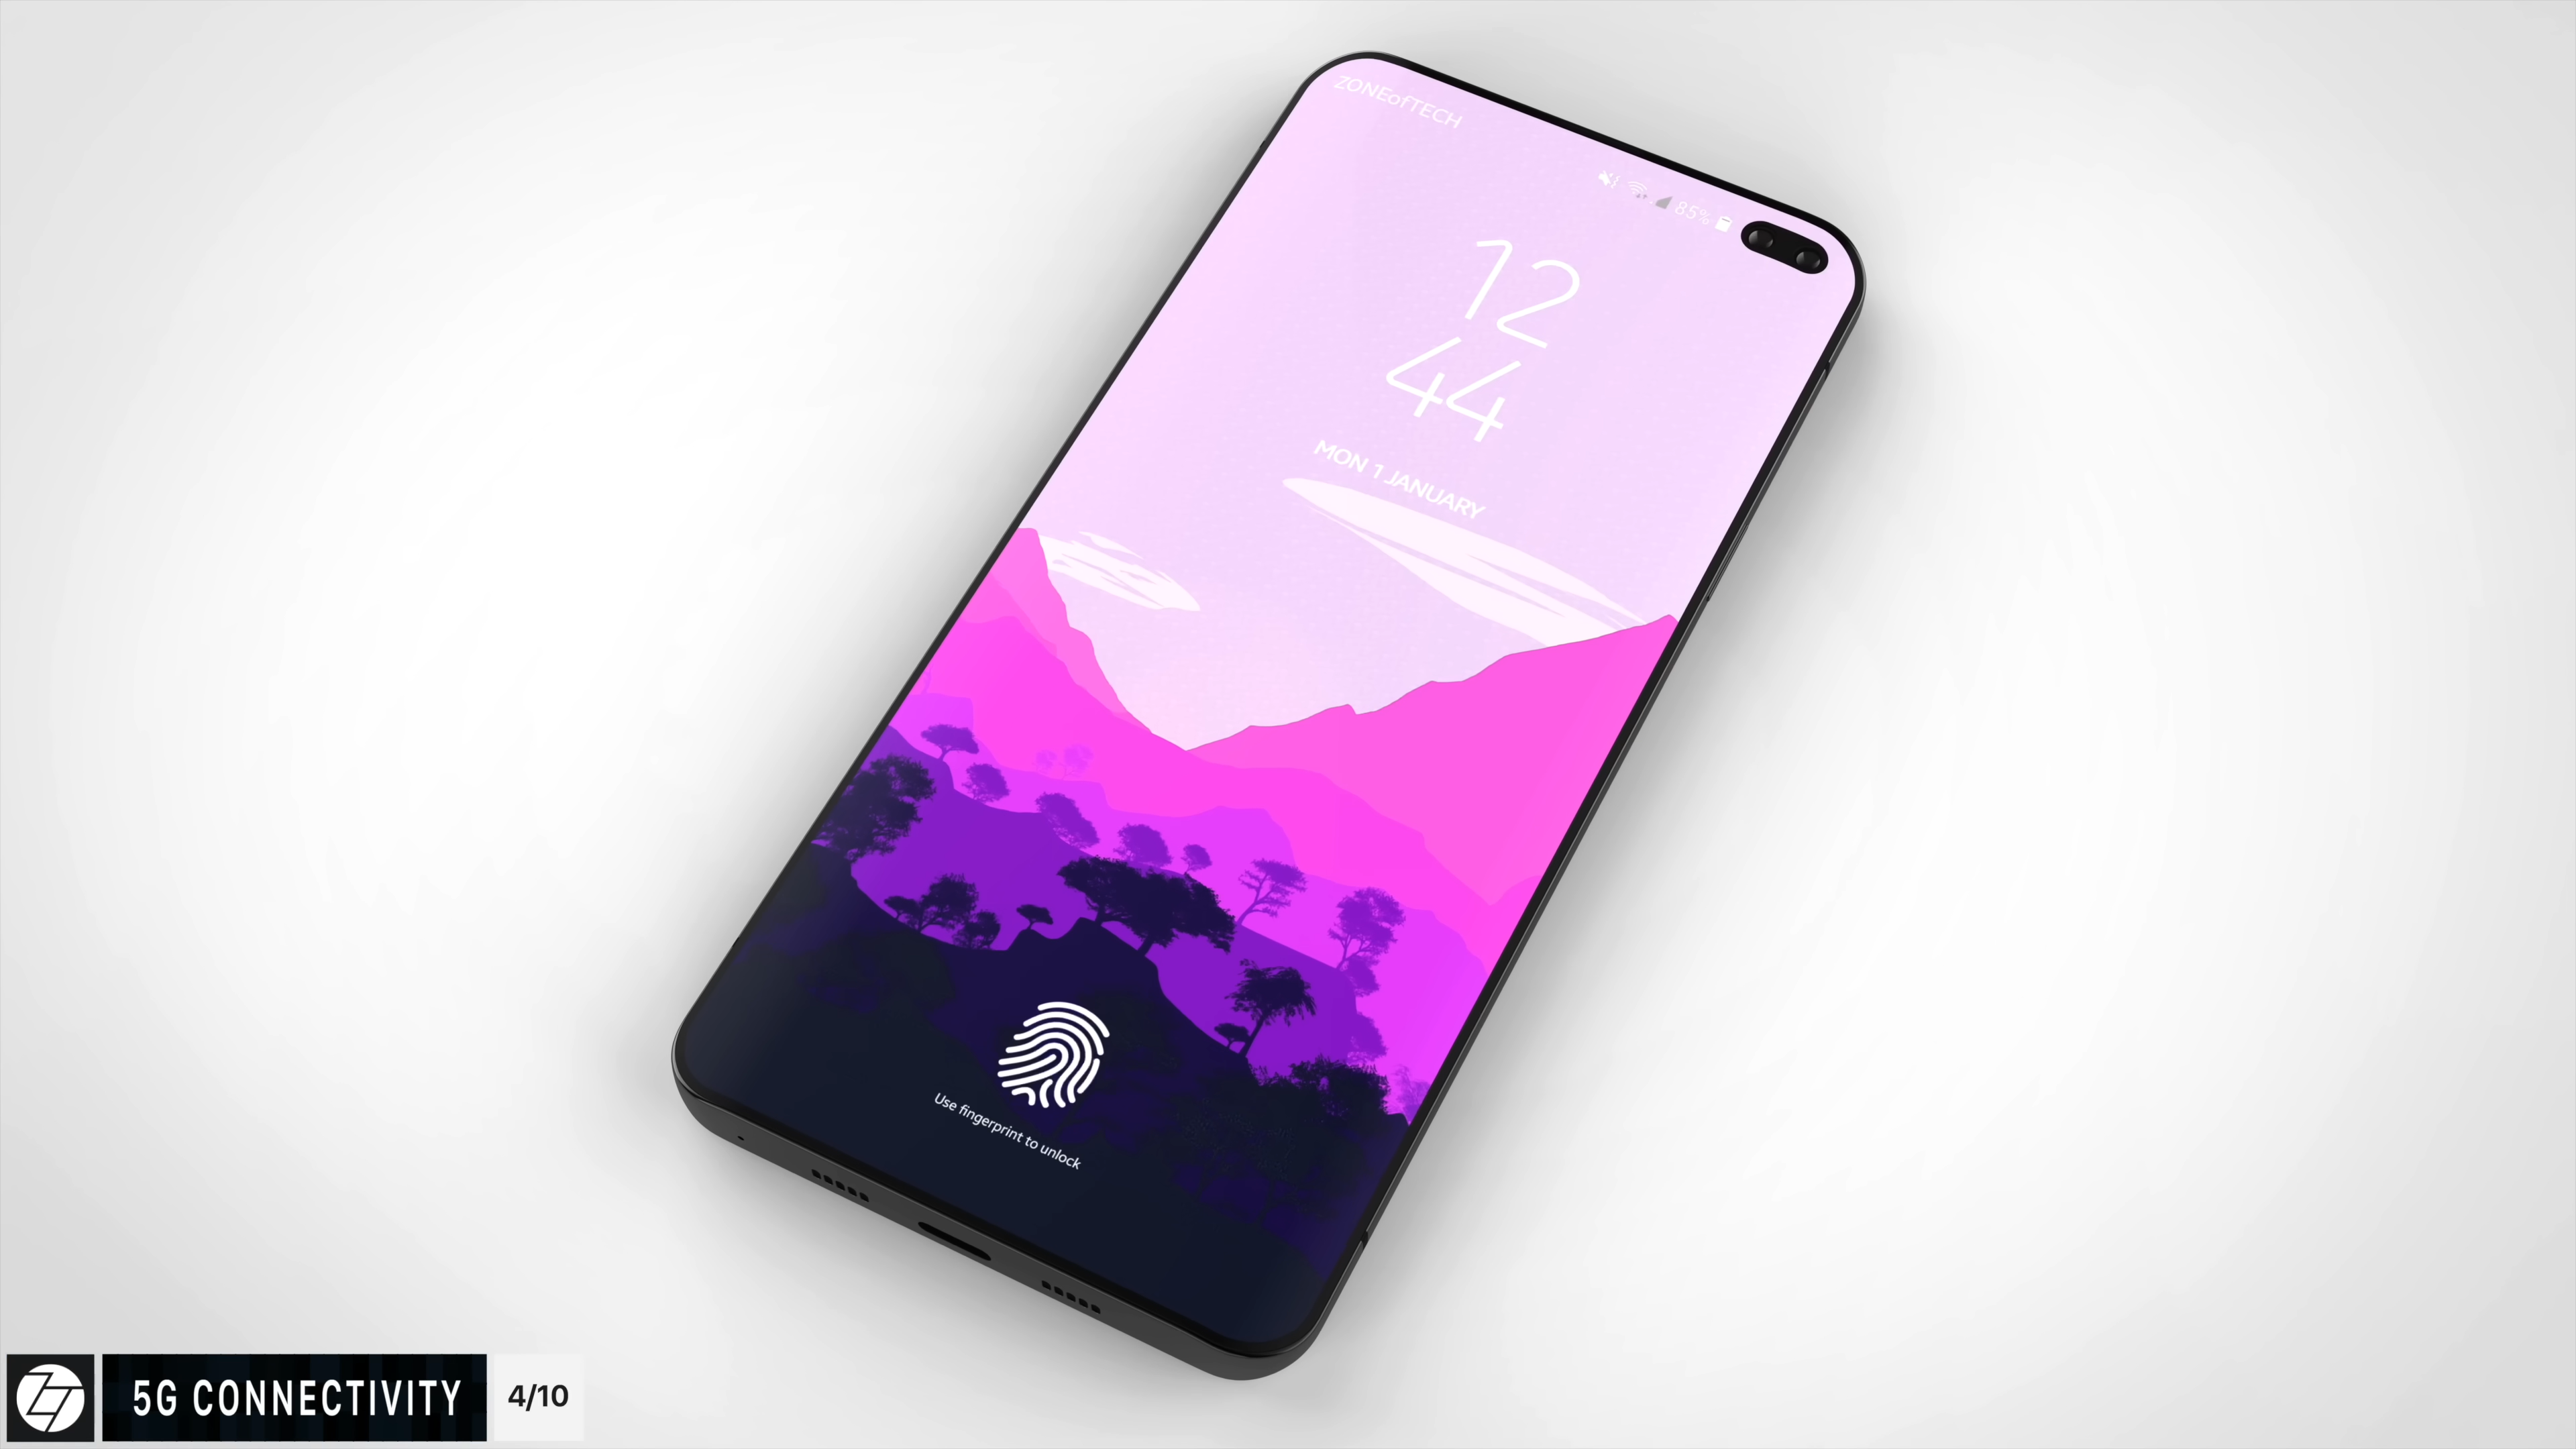 ZONEofTECH
85%
12
44
MON 1 JANUARY
Use fingerprint to unlock
5G CONNECTIVITY
4/10